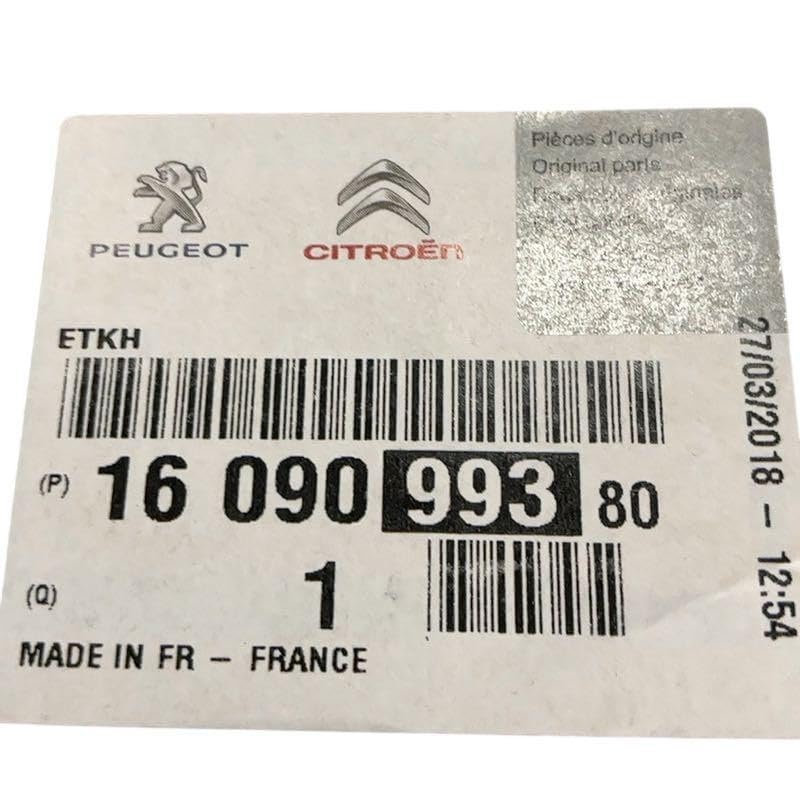 PEUGEOT
CITROËN
Pièces d'origine
Original parts
ETKH
(P) 16 090 993 80
(Q) 1
MADE IN FR - FRANCE
27/03/2018 - 12:54